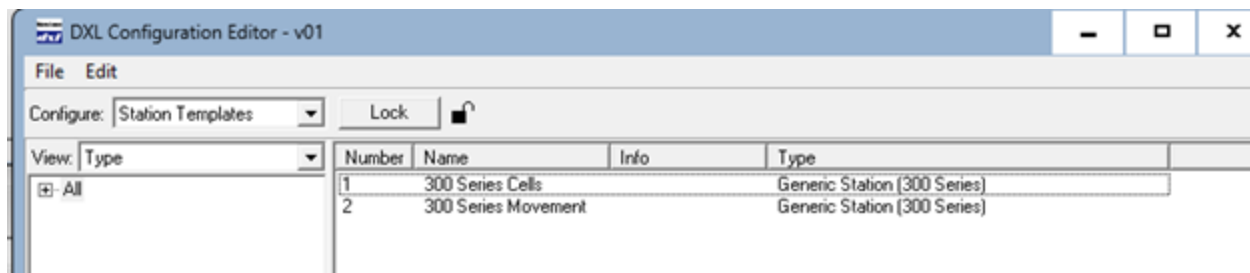 DXL Configuration Editor - v01
File Edit
Configure: Station Templates Lock
View: Type
Number Name Info Type
All
1 300 Series Cells Generic Station (300 Series)
2 300 Series Movement Generic Station (300 Series)